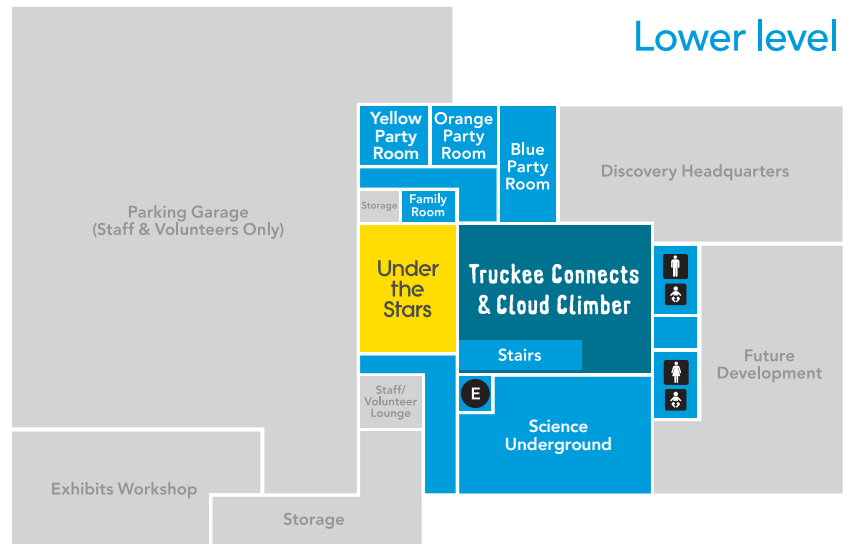 Lower level
Yellow
Party
Room
Orange
Party
Room
Blue
Party
Room
Discovery Headquarters
Parking Garage
(Staff & Volunteers Only)
Storage
Family
Room
Under
the
Stars
Truckee Connects
& Cloud Climber
Stairs
Future
Development
Staff/
Volunteer
Lounge
E
Science
Underground
Exhibits Workshop
Storage